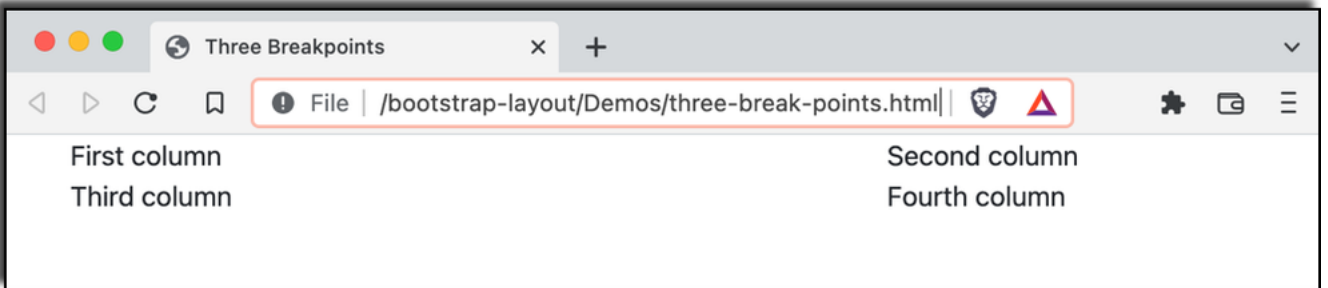 Three Breakpoints
File /bootstrap-layout/Demos/three-break-points.html
First column Second column
Third column Fourth column